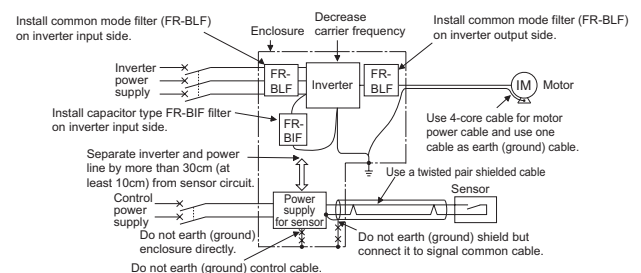 Install common mode filter (FR-BLF)
on inverter input side.
Enclosure
Decrease
carrier frequency
Install common mode filter (FR-BLF)
on inverter output side.
Inverter
power
supply
FR-
BLF
Inverter
FR-
BLF
IM
Motor
Install capacitor type FR-BIF filter
on inverter input side.
FR-
BIF
Use 4-core cable for motor
power cable and use one
cable as earth (ground) cable.
Separate inverter and power
line by more than 30cm (at
least 10cm) from sensor circuit.
Use a twisted pair shielded cable
Sensor
Control
power
supply
Power
supply
for sensor
Do not earth (ground)
enclosure directly.
Do not earth (ground) shield but
connect it to signal common cable.
Do not earth (ground) control cable.